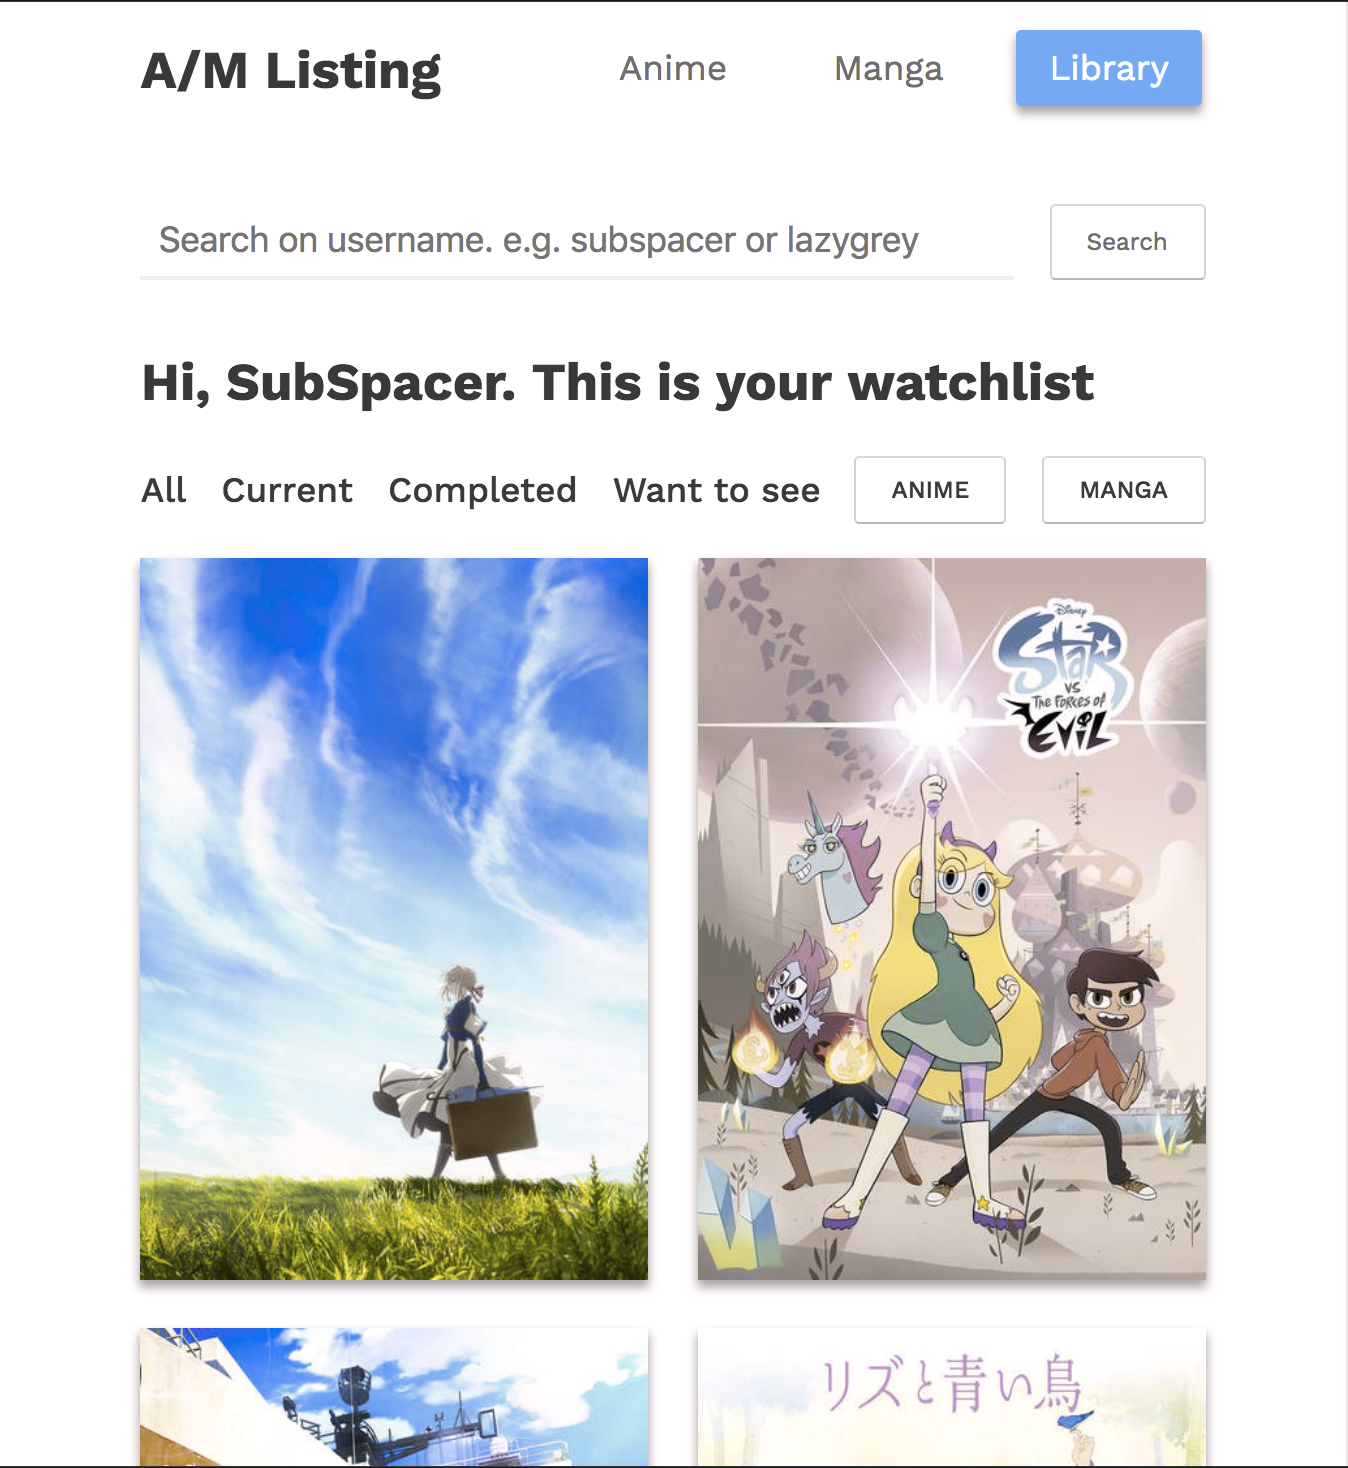 A/M Listing Anime Manga Library
Search on username. e.g. subspacer or lazygrey Search
Hi, SubSpacer. This is your watchlist
All Current Completed Want to see ANIME MANGA
Disney
STAR
VS
THE FORCES OF
EVIL
リズと青い鳥